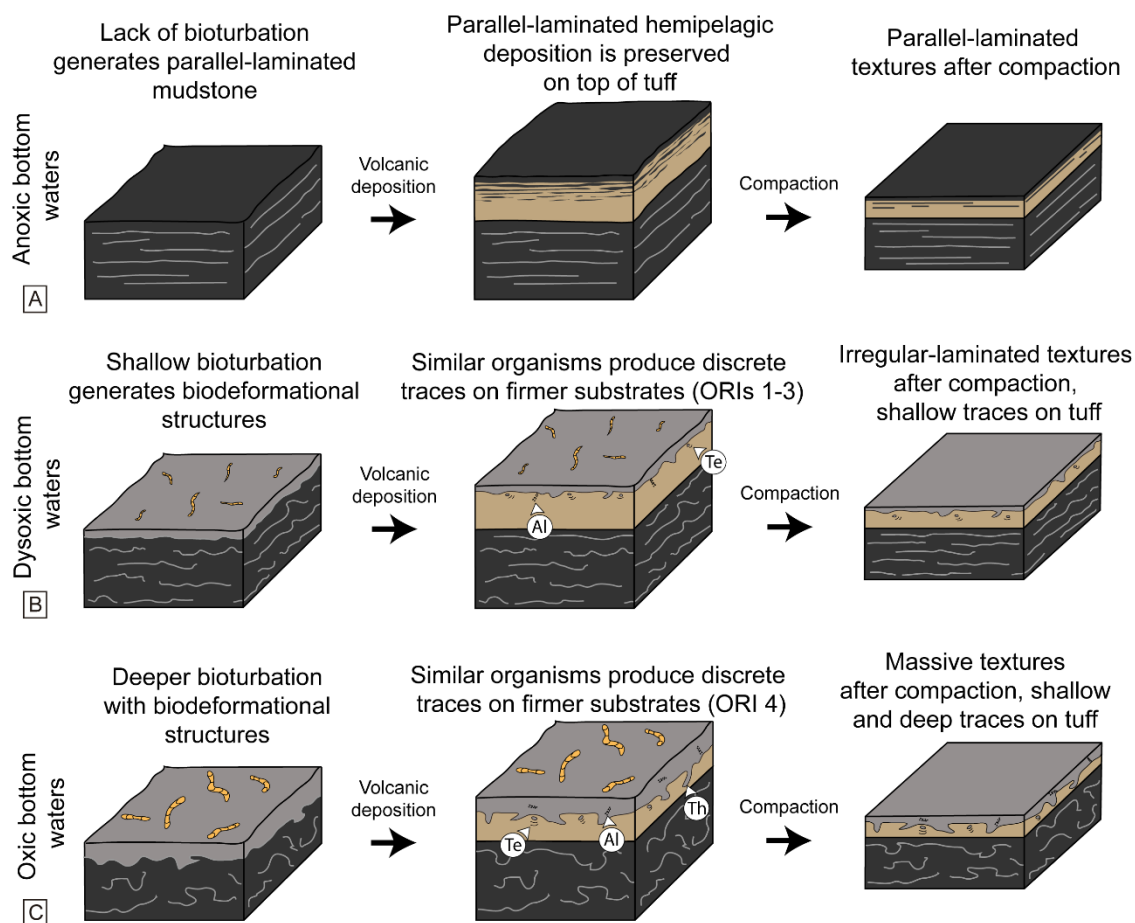 Lack of bioturbation
generates parallel-laminated
mudstone
Parallel-laminated hemipelagic
deposition is preserved
on top of tuff
Parallel-laminated
textures after compaction
Anoxic bottom
waters
Volcanic
deposition
Compaction
A
Shallow bioturbation
generates biodeformational
structures
Similar organisms produce discrete
traces on firmer substrates (ORIs 1-3)
Irregular-laminated textures
after compaction,
shallow traces on tuff
Dysoxic bottom
waters
Volcanic
deposition
Te
Al
Compaction
B
Deeper bioturbation
with biodeformational
structures
Similar organisms produce discrete
traces on firmer substrates (ORI 4)
Massive textures
after compaction, shallow
and deep traces on tuff
Oxic bottom
waters
Volcanic
deposition
Te
Al
Th
Compaction
C